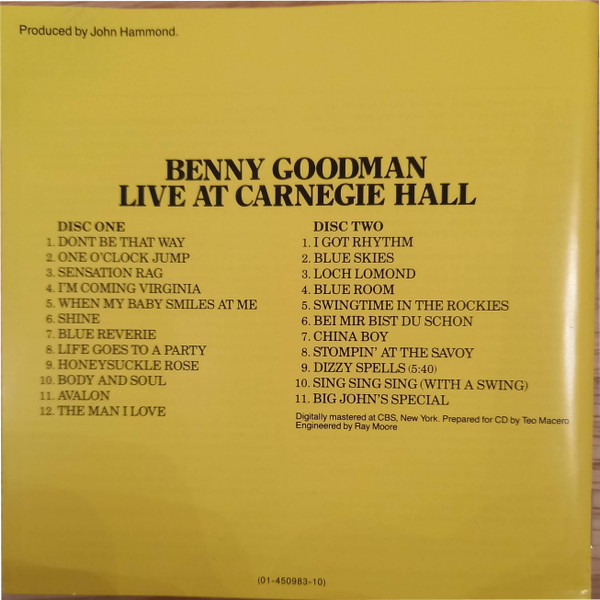 Produced by John Hammond.
BENNY GOODMAN
LIVE AT CARNEGIE HALL
DISC ONE
1. DONT BE THAT WAY
2. ONE O'CLOCK JUMP
3. SENSATION RAG
4. I'M COMING VIRGINIA
5. WHEN MY BABY SMILES AT ME
6. SHINE
7. BLUE REVERIE
8. LIFE GOES TO A PARTY
9. HONEYSUCKLE ROSE
10. BODY AND SOUL
11. AVALON
12. THE MAN I LOVE
DISC TWO
1. I GOT RHYTHM
2. BLUE SKIES
3. LOCH LOMOND
4. BLUE ROOM
5. SWINGTIME IN THE ROCKIES
6. BEI MIR BIST DU SCHON
7. CHINA BOY
8. STOMPIN' AT THE SAVOY
9. DIZZY SPELLS (5:40)
10. SING SING SING (WITH A SWING)
11. BIG JOHN'S SPECIAL
Digitally mastered at CBS, New York. Prepared for CD by Teo Macero
Engineered by Ray Moore
(01-450983-10)